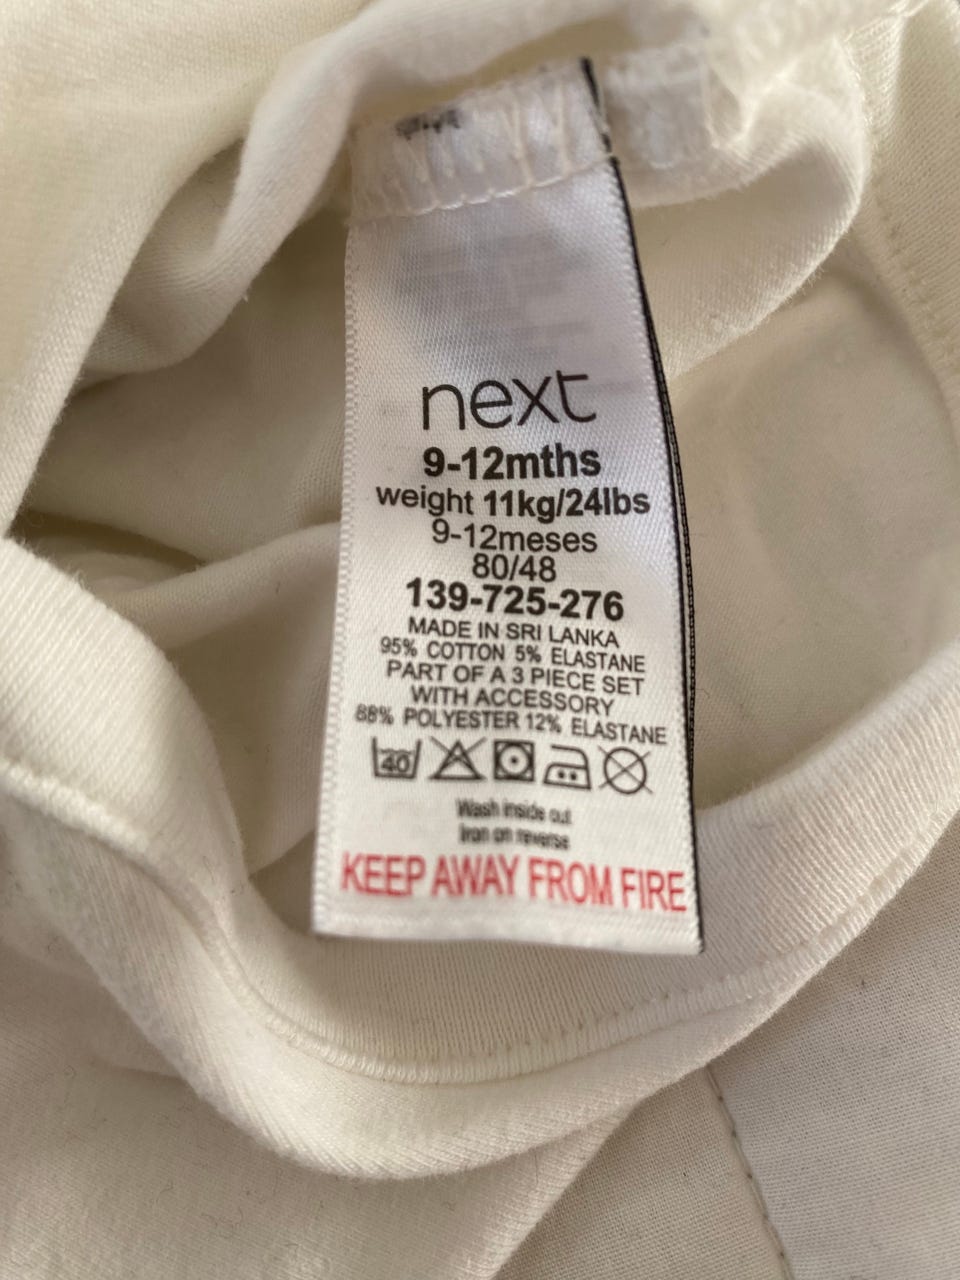 next
9-12mths
weight 11kg/24lbs
9-12meses
80/48
139-725-276
MADE IN SRI LANKA
95% COTTON 5% ELASTANE
PART OF A 3 PIECE SET
WITH ACCESSORY
88% POLYESTER 12% ELASTANE
40
Wash inside out
Iron on reverse
KEEP AWAY FROM FIRE